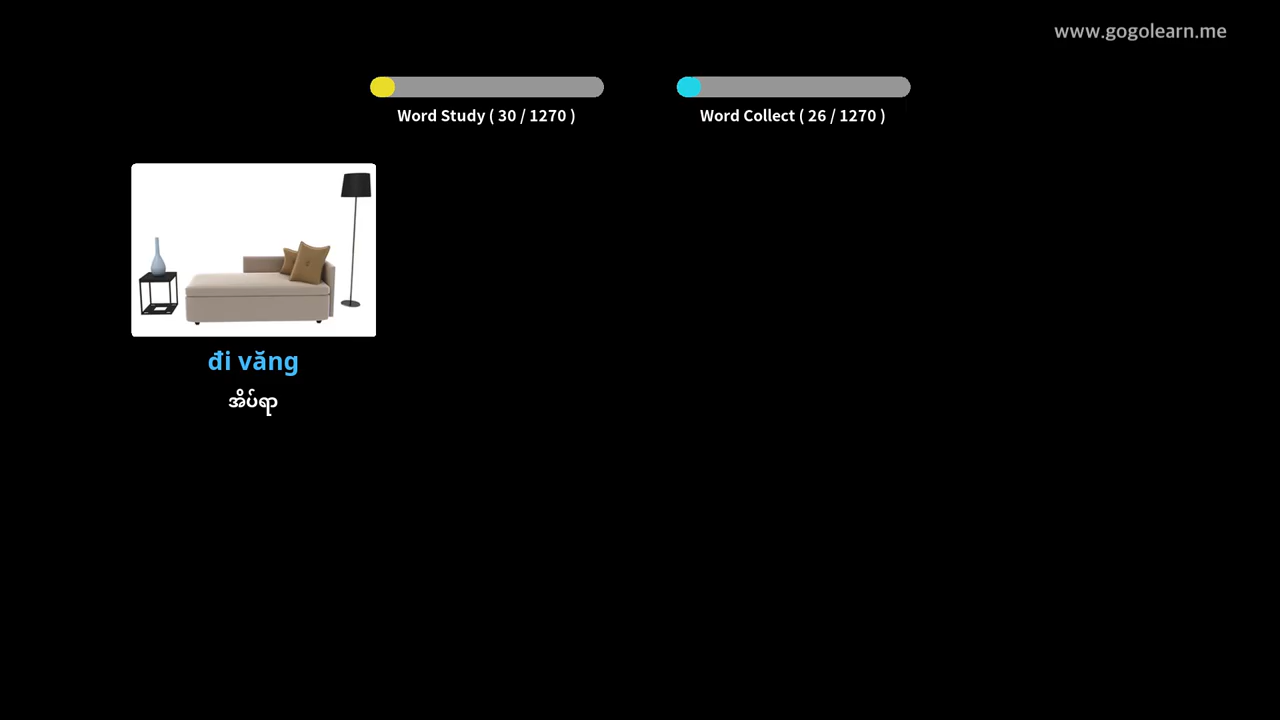 www.gogolearn.me
Word Study ( 30 / 1270 )
Word Collect ( 26 / 1270 )
đi văng
အိပ်ရာ